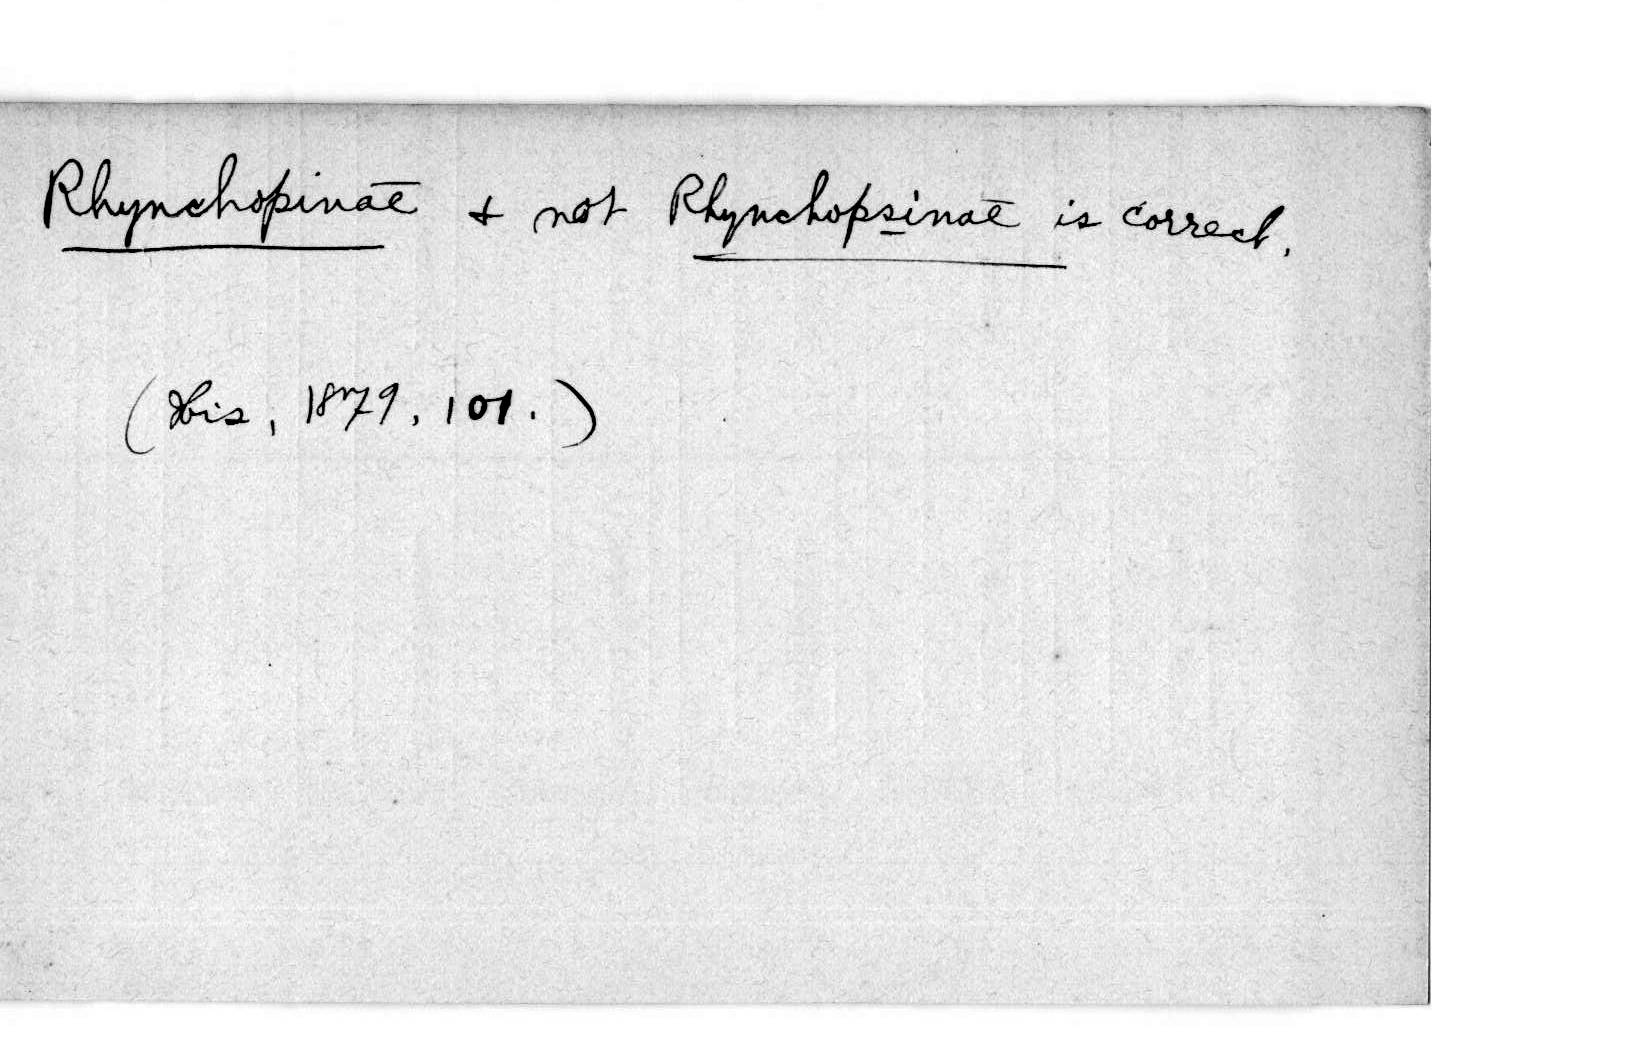 Rhynchopinae + not Rhynchopsinae is correct.
(Ibis, 1879, 101.)